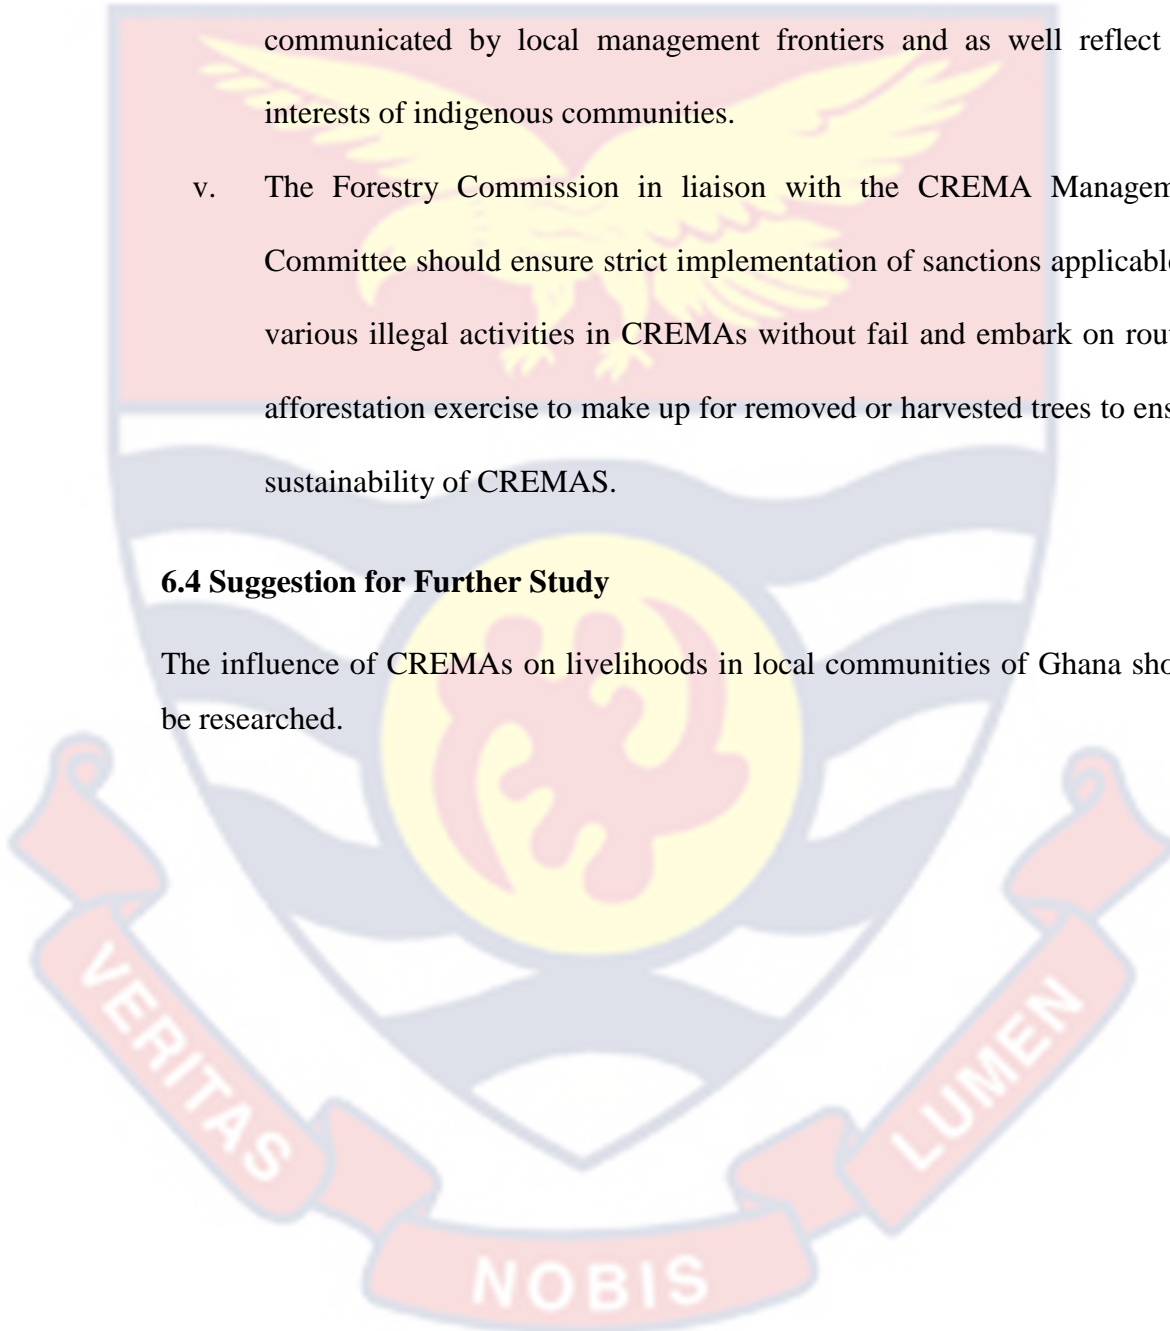 communicated by local management frontiers and as well reflect
interests of indigenous communities.
v. The Forestry Commission in liaison with the CREMA Managem
Committee should ensure strict implementation of sanctions applicable
various illegal activities in CREMAs without fail and embark on rout
afforestation exercise to make up for removed or harvested trees to ens
sustainability of CREMAS.
6.4 Suggestion for Further Study
The influence of CREMAs on livelihoods in local communities of Ghana sho
be researched.
VERITAS
NOBIS
LUMEN